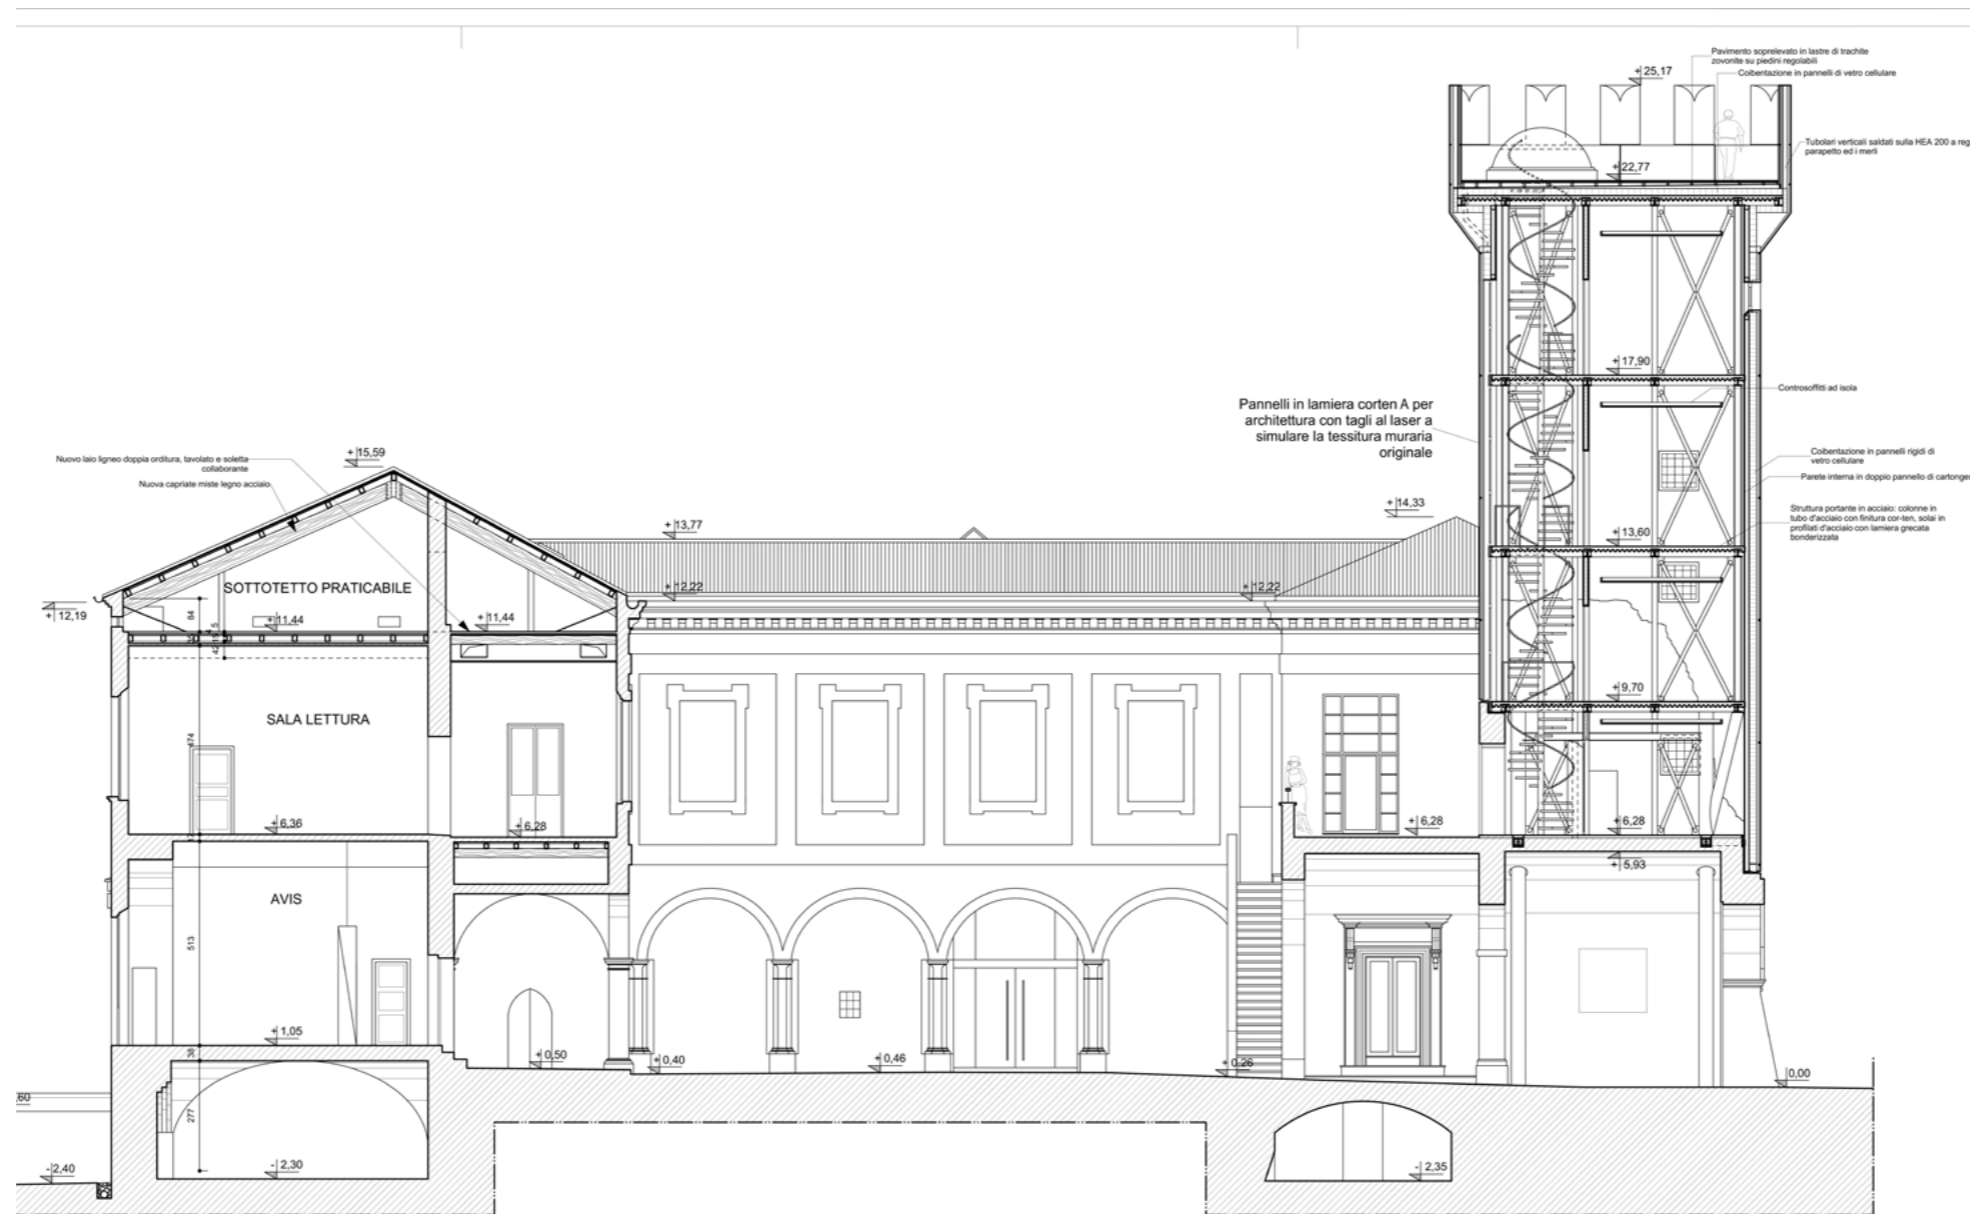 Pavimento soprelevato in lastre di trachite
zovonite su piedini regolabili
Coibentazione in pannelli di vetro cellulare
+ 25,17
Tubolari verticali saldati sulla HEA 200 a reg
parapetto ed i merli
+ 22,77
+ 17,90
Controsoffitti ad isola
Pannelli in lamiera corten A per
architettura con tagli al laser a
simulare la tessitura muraria
originale
Coibentazione in pannelli rigidi di
vetro cellulare
Parete interna in doppio pannello di cartonge
Struttura portante in acciaio: colonne in
tubo d'acciaio con finitura cor-ten, solai in
profilati d'acciaio con lamiera grecata
bonderizzata
+ 15,59
Nuovo laio ligneo doppia orditura, tavolato e soletta
collaborante
Nuova capriate miste legno acciaio
+ 14,33
+ 13,77
+ 13,60
SOTTOTETTO PRATICABILE
+ 12,22
+ 12,22
+ 12,19
84
+ 11,44
+ 11,44
+ 9,70
SALA LETTURA
474
+ 6,36
+ 6,28
+ 6,28
+ 6,28
+ 5,93
AVIS
513
+ 1,05
+ 0,50
+ 0,40
+ 0,46
+ 0,26
0,00
38
277
,60
- 2,40
- 2,30
- 2,35